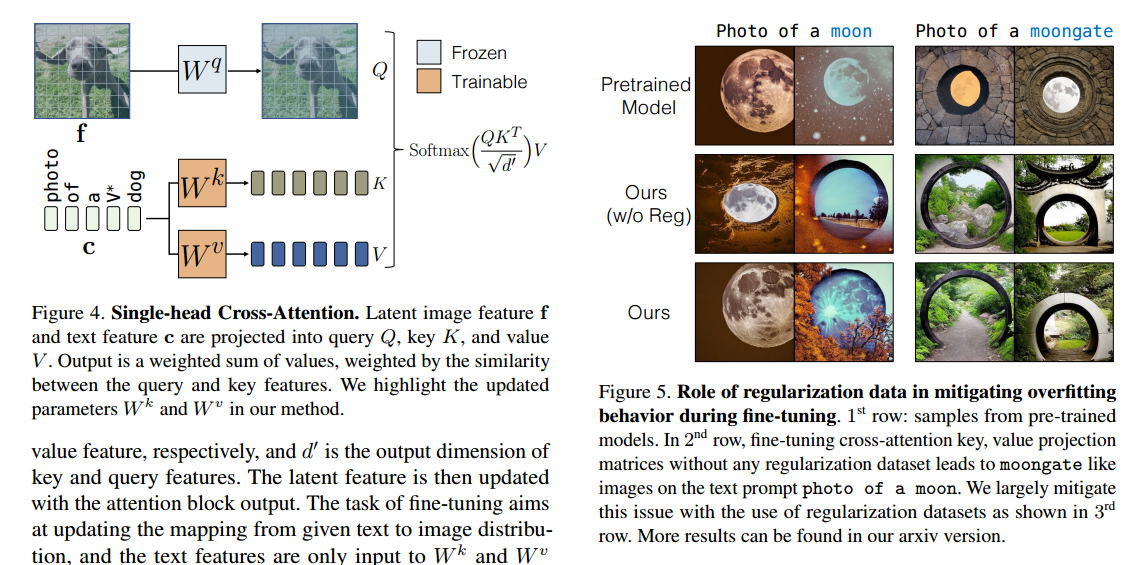 f
W^q
Q
Frozen
Trainable
photo
of
a
V*
dog
c
W^k
K
W^v
V
Softmax(QK^T/√d′)V
Figure 4. Single-head Cross-Attention. Latent image feature f
and text feature c are projected into query Q, key K, and value
V. Output is a weighted sum of values, weighted by the similarity
between the query and key features. We highlight the updated
parameters W^k and W^v in our method.
value feature, respectively, and d′ is the output dimension of
key and query features. The latent feature is then updated
with the attention block output. The task of fine-tuning aims
at updating the mapping from given text to image distribu-
tion, and the text features are only input to W^k and W^v
Photo of a moon
Photo of a moongate
Pretrained
Model
Ours
(w/o Reg)
Ours
Figure 5. Role of regularization data in mitigating overfitting
behavior during fine-tuning. 1st row: samples from pre-trained
models. In 2nd row, fine-tuning cross-attention key, value projection
matrices without any regularization dataset leads to moongate like
images on the text prompt photo of a moon. We largely mitigate
this issue with the use of regularization datasets as shown in 3rd
row. More results can be found in our arxiv version.